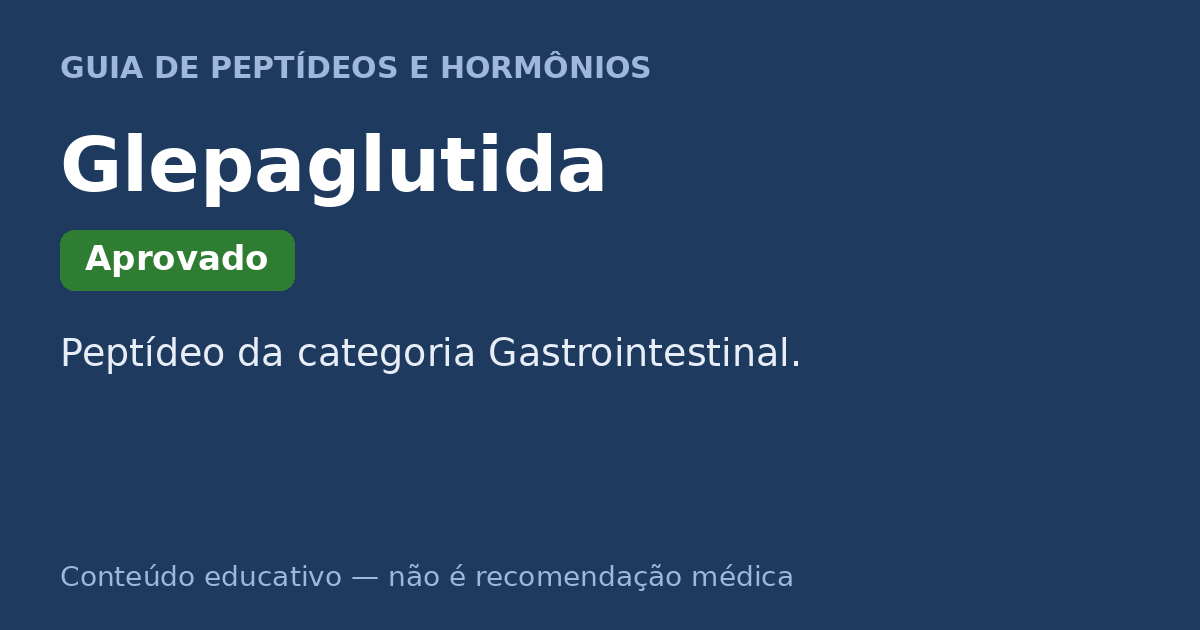 GUIA DE PEPTÍDEOS E HORMÔNIOS
Glepaglutida
Aprovado
Peptídeo da categoria Gastrointestinal.
Conteúdo educativo — não é recomendação médica